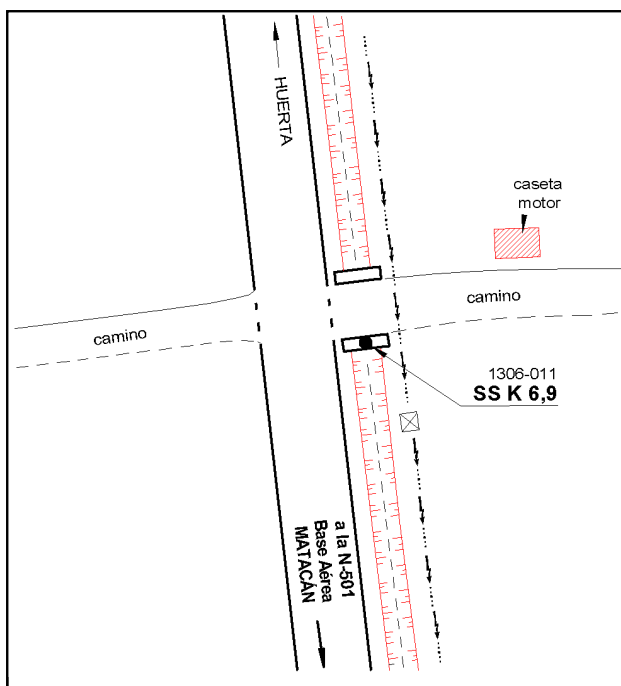 HUERTA
caseta
motor
camino
camino
1306-011
SS K 6,9
a la N-501
Base Aérea
MATACÁN